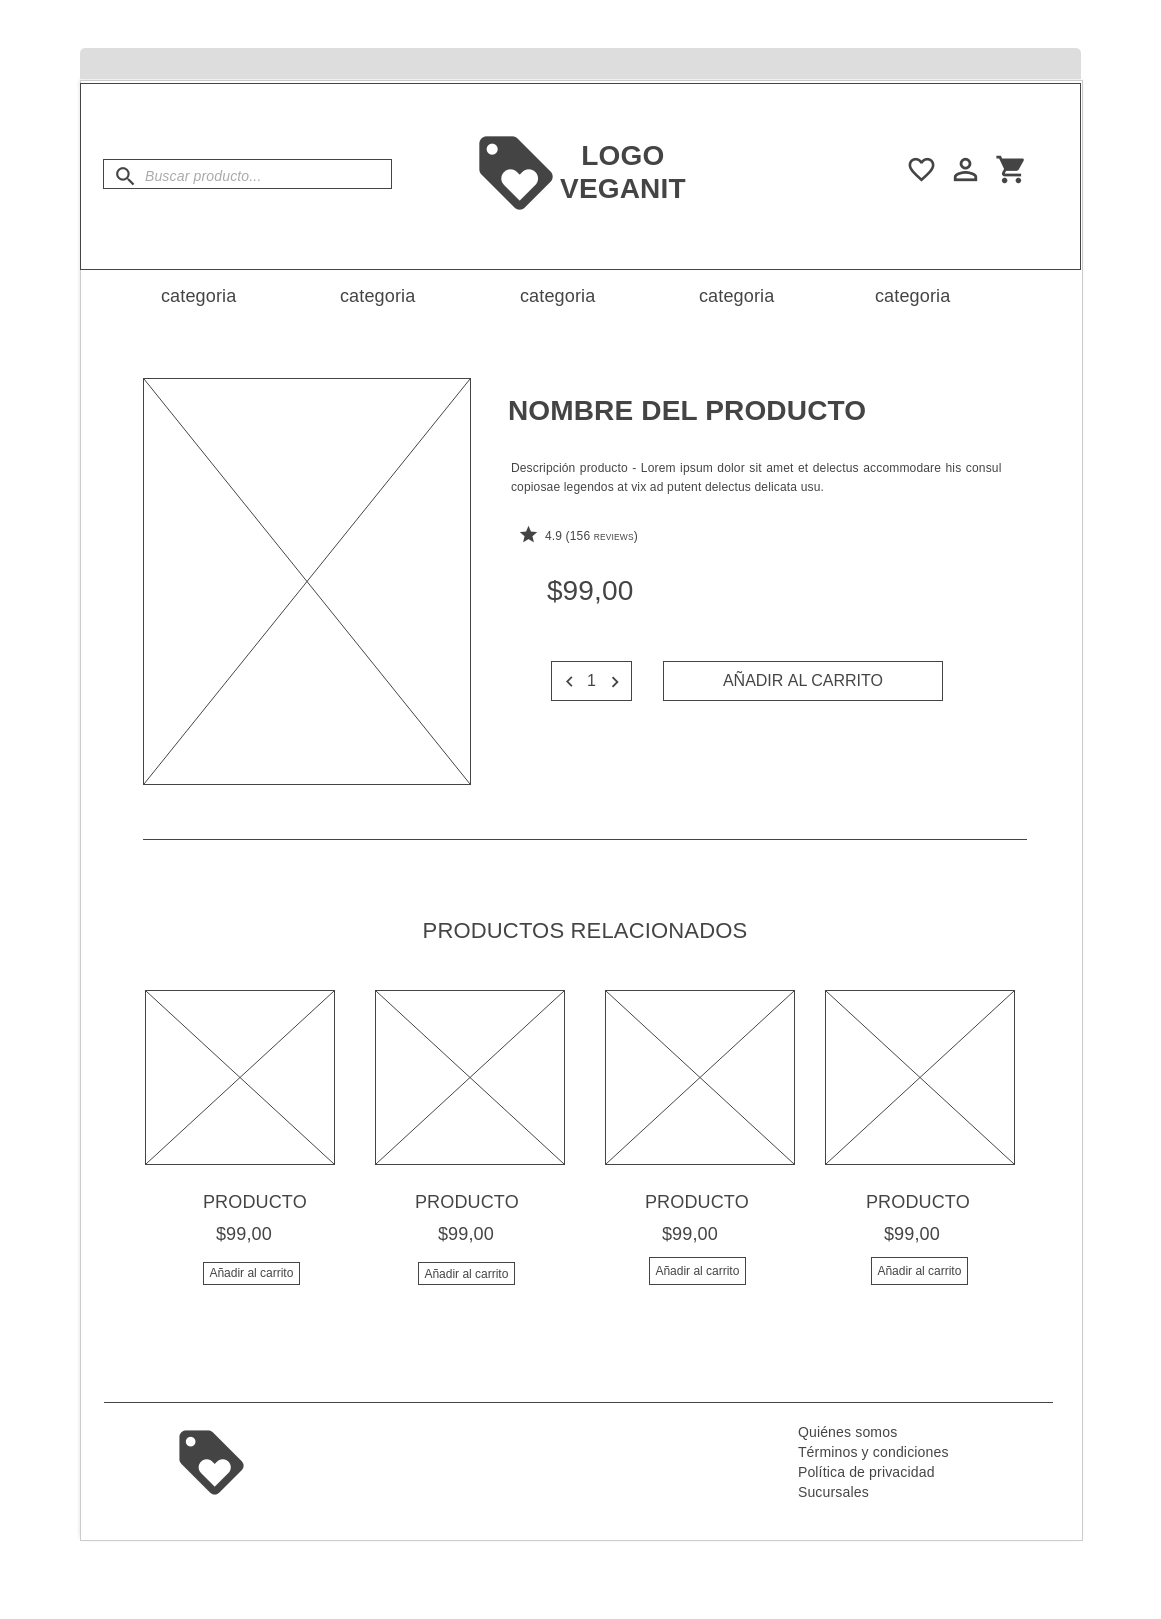 Buscar producto...
LOGO
VEGANIT
categoria categoria categoria categoria categoria
NOMBRE DEL PRODUCTO
Descripción producto - Lorem ipsum dolor sit amet et delectus accommodare his consul
copiosae legendos at vix ad putent delectus delicata usu.
4.9 (156 REVIEWS)
$99,00
1 AÑADIR AL CARRITO
PRODUCTOS RELACIONADOS
PRODUCTO PRODUCTO PRODUCTO PRODUCTO
$99,00 $99,00 $99,00 $99,00
Añadir al carrito Añadir al carrito Añadir al carrito Añadir al carrito
Quiénes somos
Términos y condiciones
Política de privacidad
Sucursales